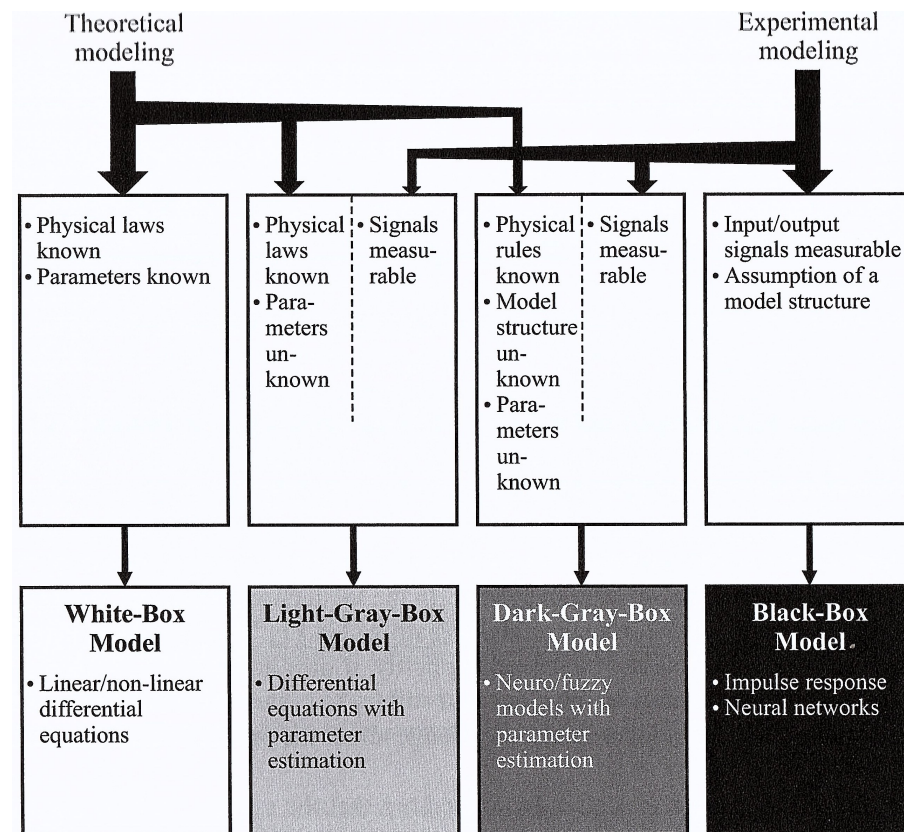 Theoretical
modeling
Experimental
modeling
• Physical laws
known
• Parameters known
• Physical
laws
known
• Para-
meters
un-
known
• Signals
measu-
rable
• Physical
rules
known
• Model
structure
un-
known
• Para-
meters
un-
known
• Signals
measu-
rable
• Input/output
signals measurable
• Assumption of a
model structure
White-Box
Model
• Linear/non-linear
differential
equations
Light-Gray-Box
Model
• Differential
equations with
parameter
estimation
Dark-Gray-Box
Model
• Neuro/fuzzy
models with
parameter
estimation
Black-Box
Model
• Impulse response
• Neural networks